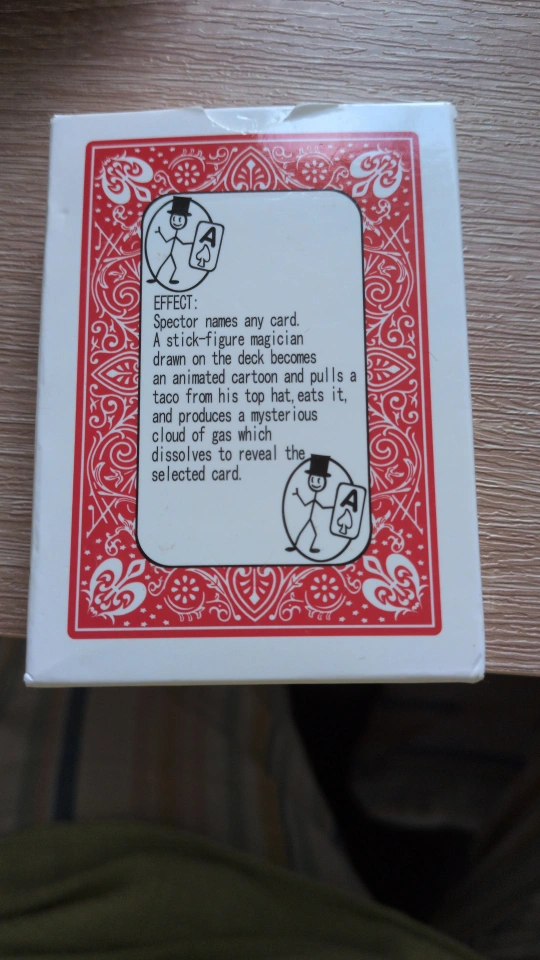 A
EFFECT:
Spector names any card.
A stick-figure magician
drawn on the deck becomes
an animated cartoon and pulls a
taco from his top hat, eats it,
and produces a mysterious
cloud of gas which
dissolves to reveal the
selected card.
A